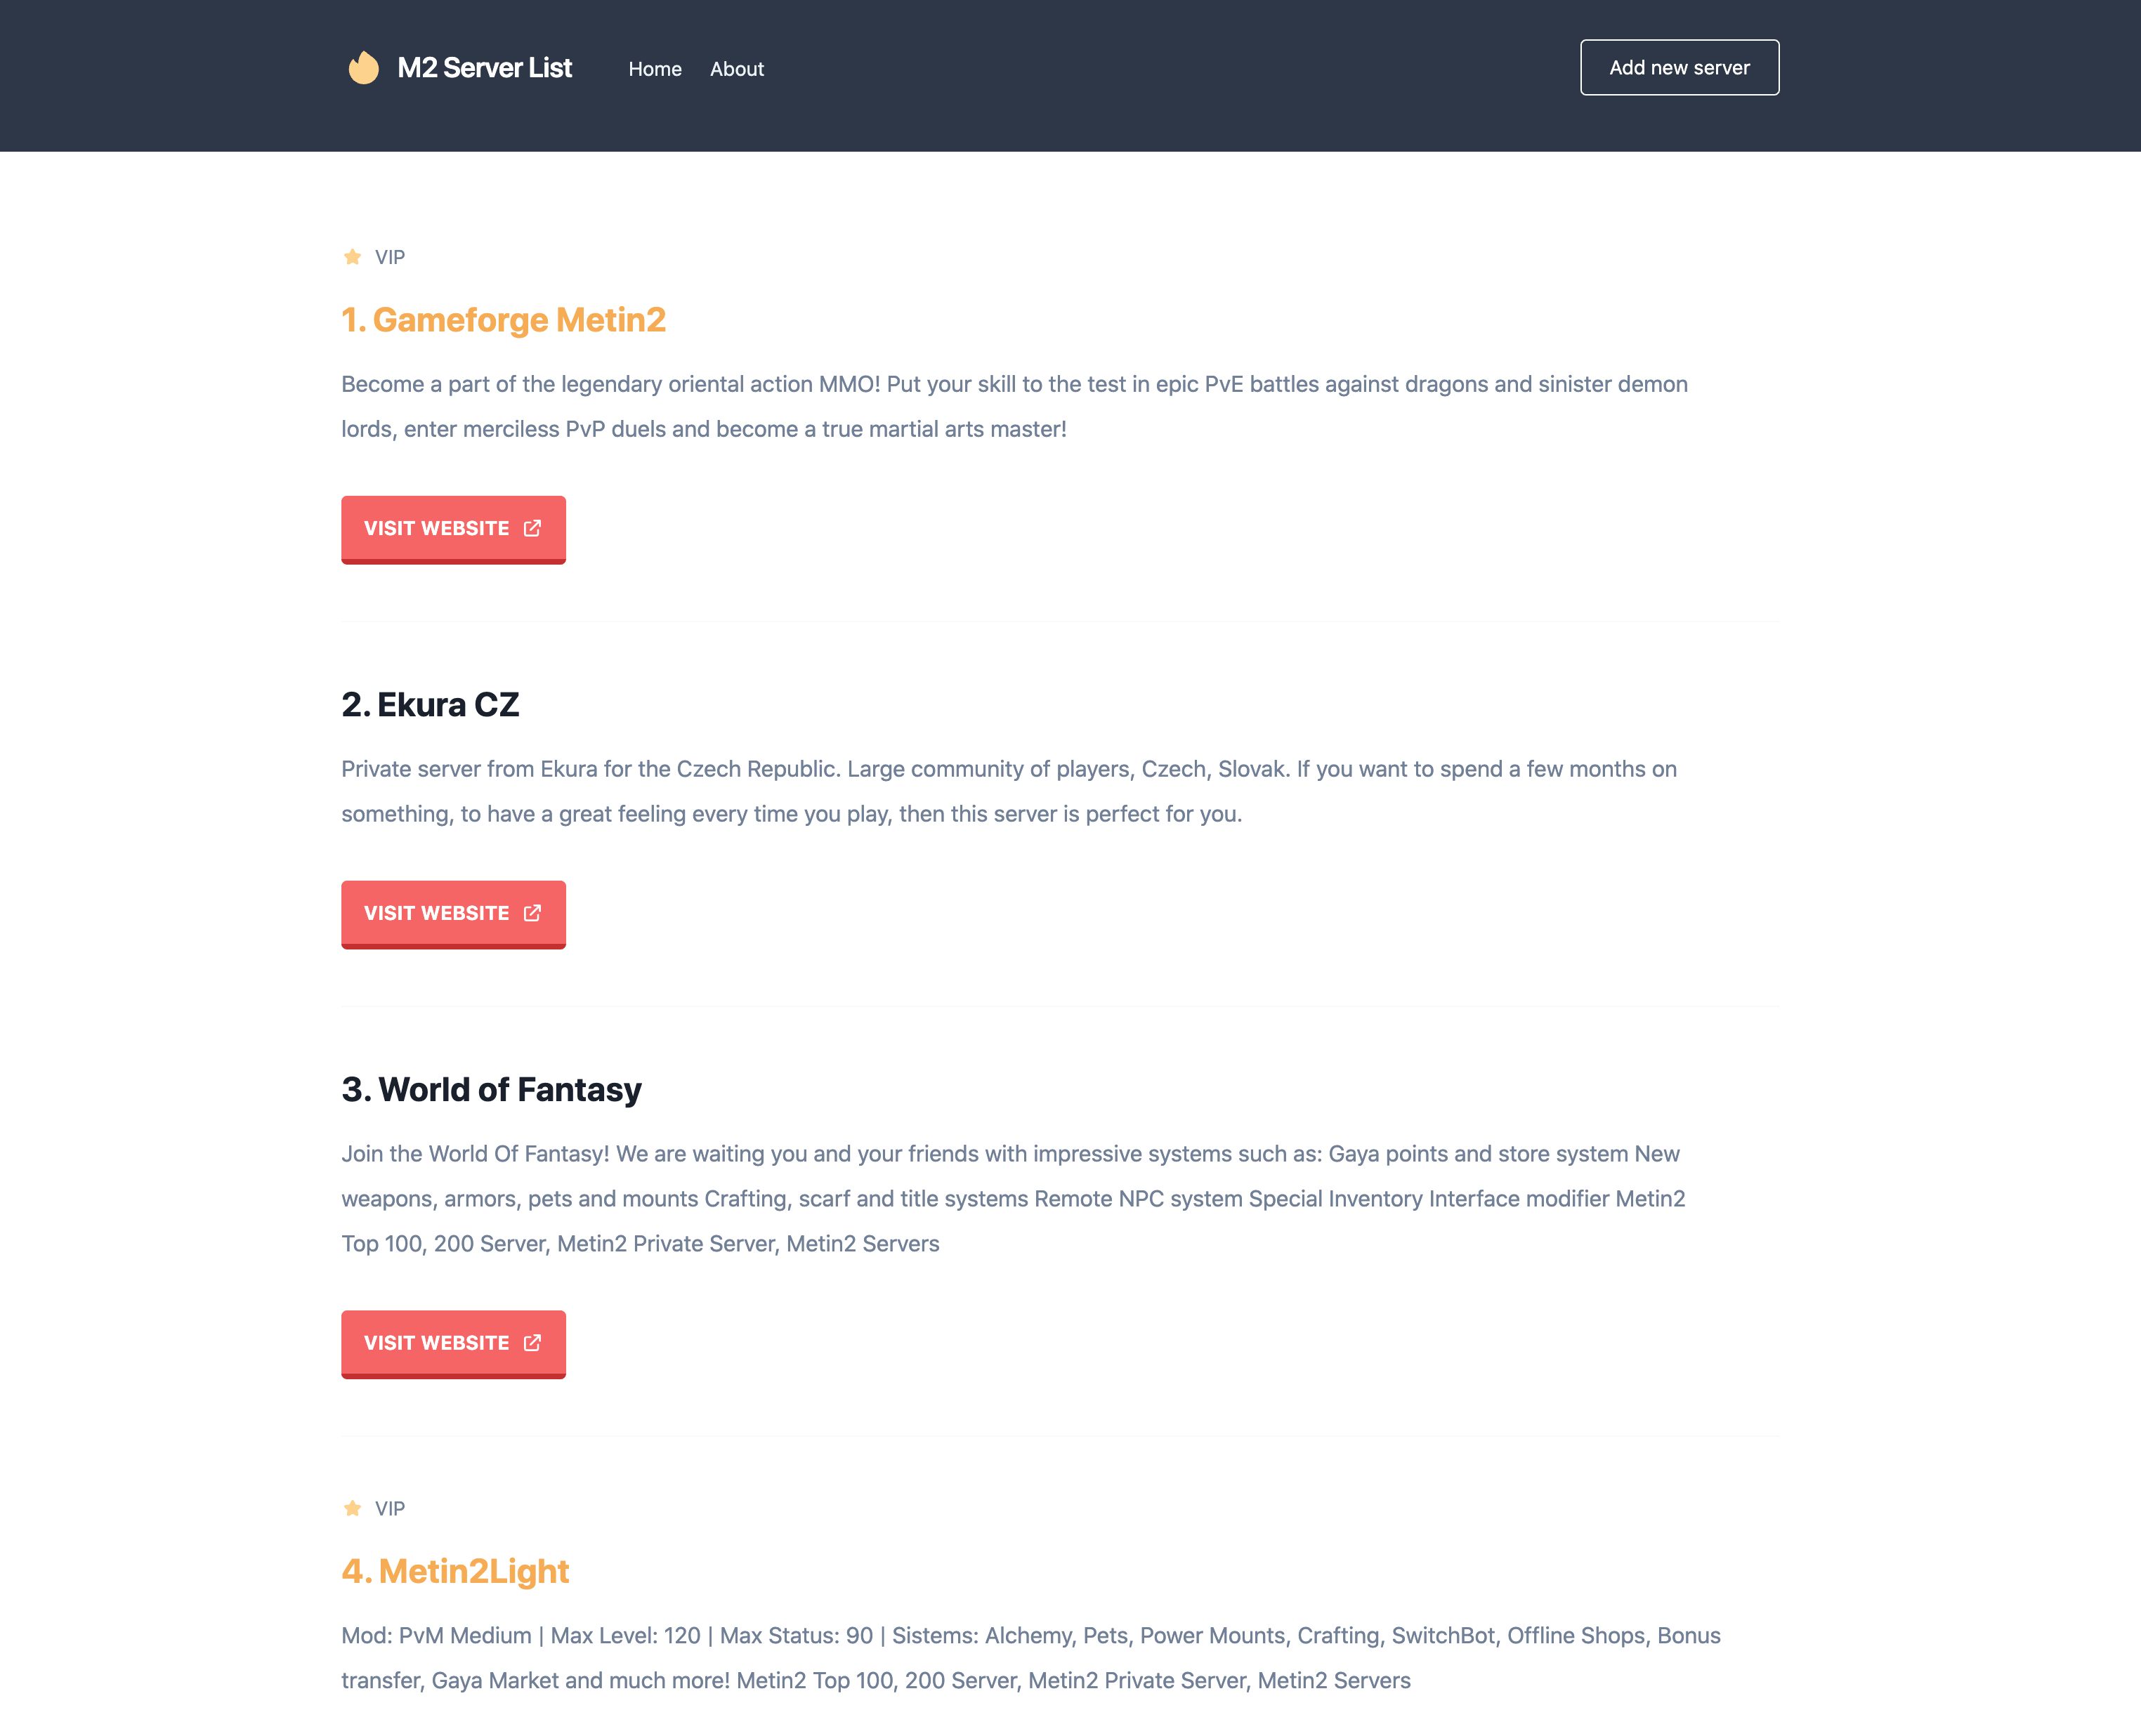 M2 Server List
Home
About
Add new server
VIP
1. Gameforge Metin2
Become a part of the legendary oriental action MMO! Put your skill to the test in epic PvE battles against dragons and sinister demon
lords, enter merciless PvP duels and become a true martial arts master!
VISIT WEBSITE
2. Ekura CZ
Private server from Ekura for the Czech Republic. Large community of players, Czech, Slovak. If you want to spend a few months on
something, to have a great feeling every time you play, then this server is perfect for you.
VISIT WEBSITE
3. World of Fantasy
Join the World Of Fantasy! We are waiting you and your friends with impressive systems such as: Gaya points and store system New
weapons, armors, pets and mounts Crafting, scarf and title systems Remote NPC system Special Inventory Interface modifier Metin2
Top 100, 200 Server, Metin2 Private Server, Metin2 Servers
VISIT WEBSITE
VIP
4. Metin2Light
Mod: PvM Medium | Max Level: 120 | Max Status: 90 | Sistems: Alchemy, Pets, Power Mounts, Crafting, SwitchBot, Offline Shops, Bonus
transfer, Gaya Market and much more! Metin2 Top 100, 200 Server, Metin2 Private Server, Metin2 Servers